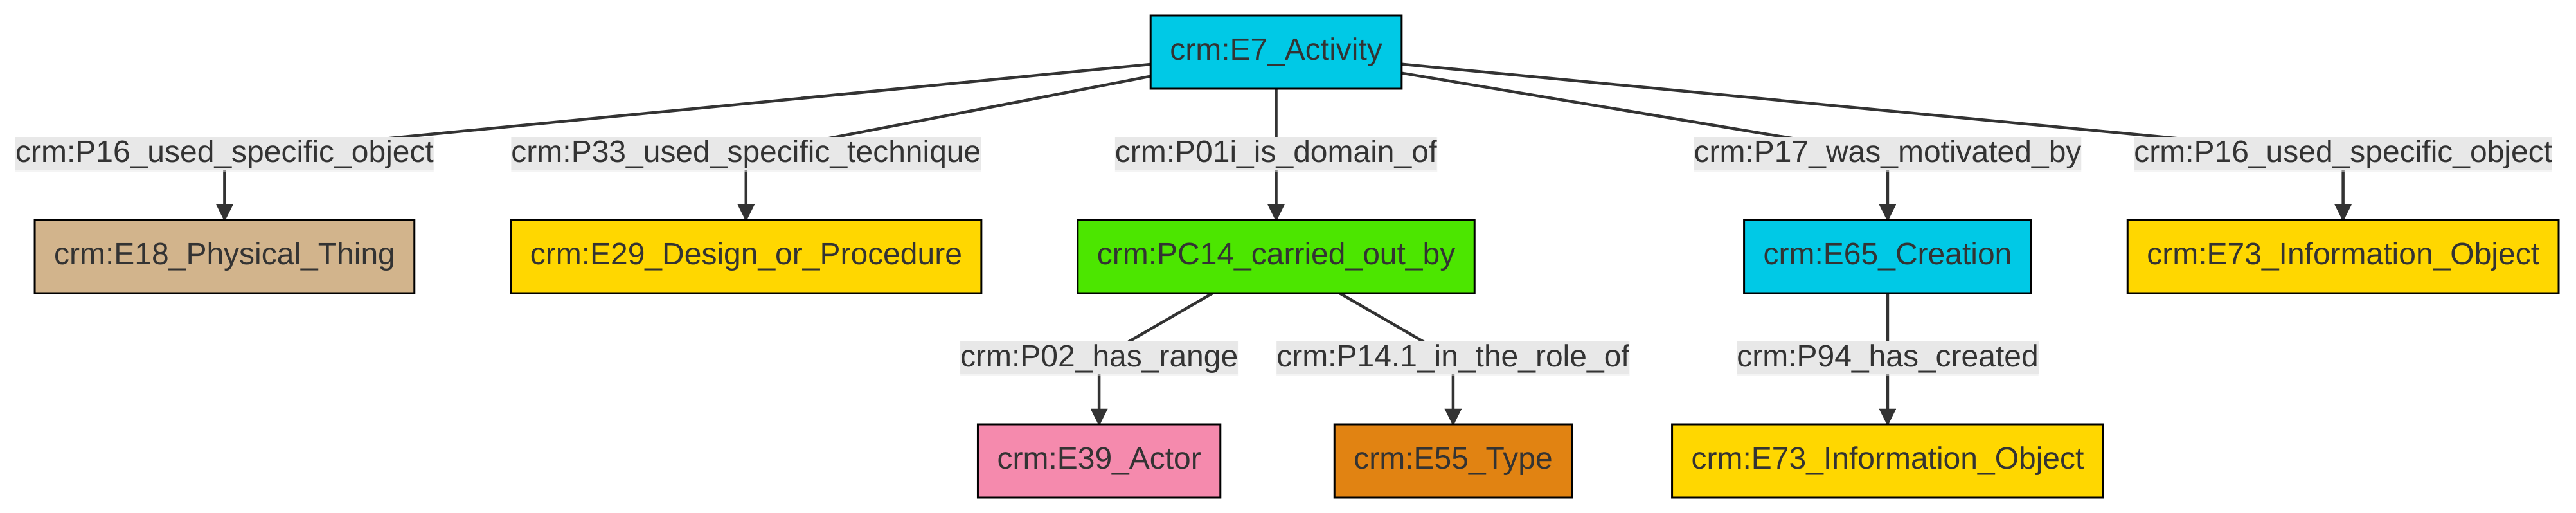 crm:E7_Activity
crm:P16_used_specific_object
crm:P33_used_specific_technique
crm:P01i_is_domain_of
crm:P17_was_motivated_by
crm:P16_used_specific_object
crm:E18_Physical_Thing
crm:E29_Design_or_Procedure
crm:PC14_carried_out_by
crm:E65_Creation
crm:E73_Information_Object
crm:P02_has_range
crm:P14.1_in_the_role_of
crm:P94_has_created
crm:E39_Actor
crm:E55_Type
crm:E73_Information_Object